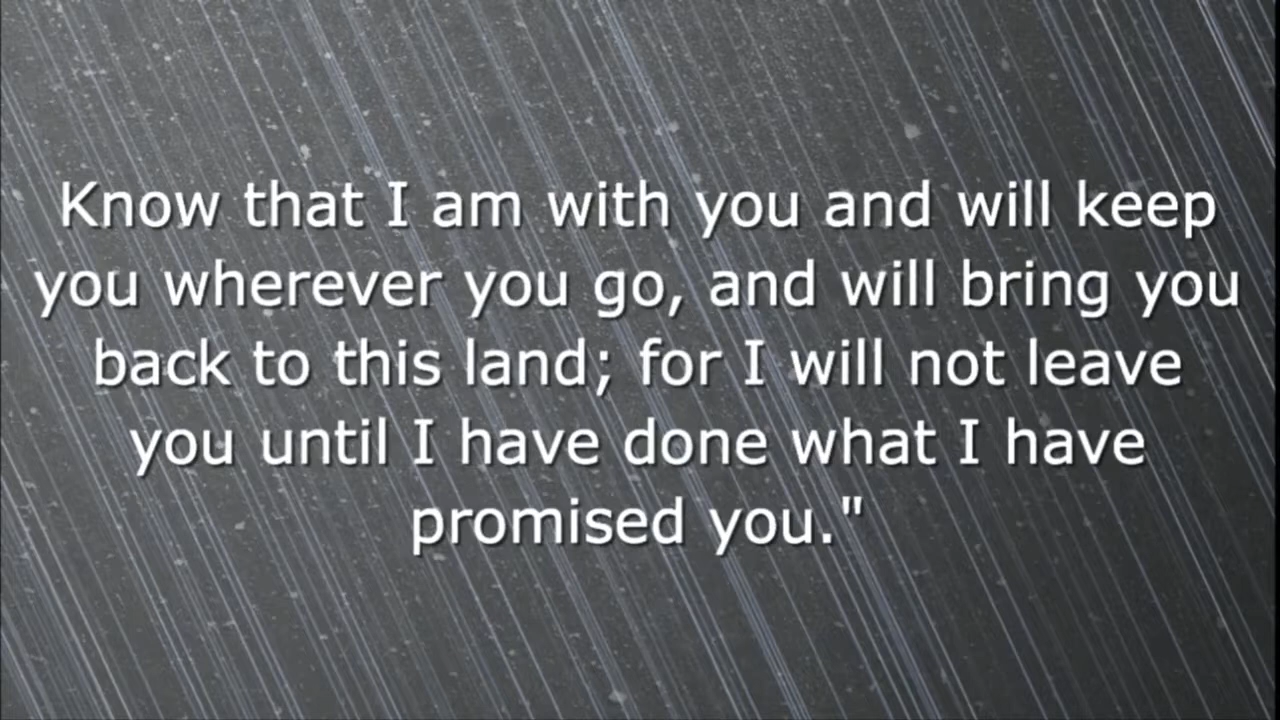 Know that I am with you and will keep
you wherever you go, and will bring you
back to this land; for I will not leave
you until I have done what I have
promised you."